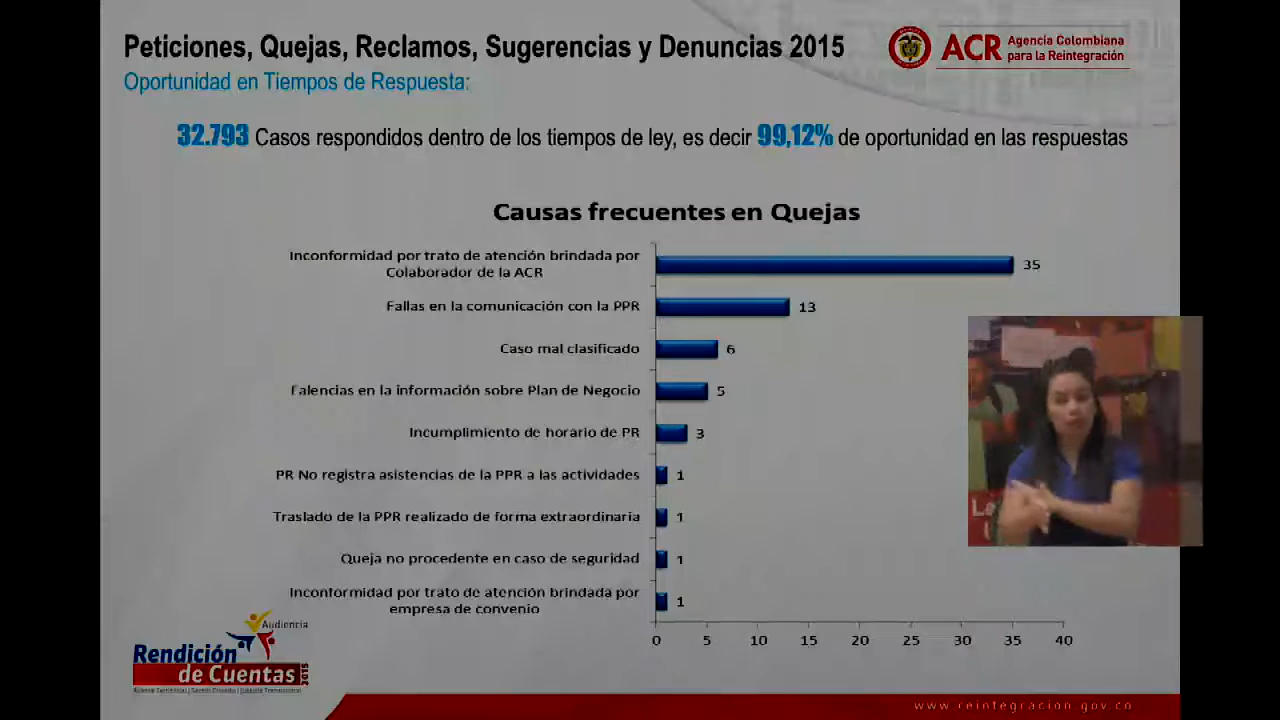 Peticiones, Quejas, Reclamos, Sugerencias y Denuncias 2015
Oportunidad en Tiempos de Respuesta:
ACR Agencia Colombiana
para la Reintegración
32.793 Casos respondidos dentro de los tiempos de ley, es decir 99,12% de oportunidad en las respuestas
Causas frecuentes en Quejas
Inconformidad por trato de atención brindada por
Colaborador de la ACR
35
Fallas en la comunicación con la PPR
13
Caso mal clasificado
6
Falencias en la información sobre Plan de Negocio
5
Incumplimiento de horario de PR
3
PR No registra asistencias de la PPR a las actividades
1
Traslado de la PPR realizado de forma extraordinaria
1
Queja no procedente en caso de seguridad
1
Inconformidad por trato de atención brindada por
empresa de convenio
1
0 5 10 15 20 25 30 35 40
Audiencia
Rendición
de Cuentas
2015
www.reintegracion.gov.co